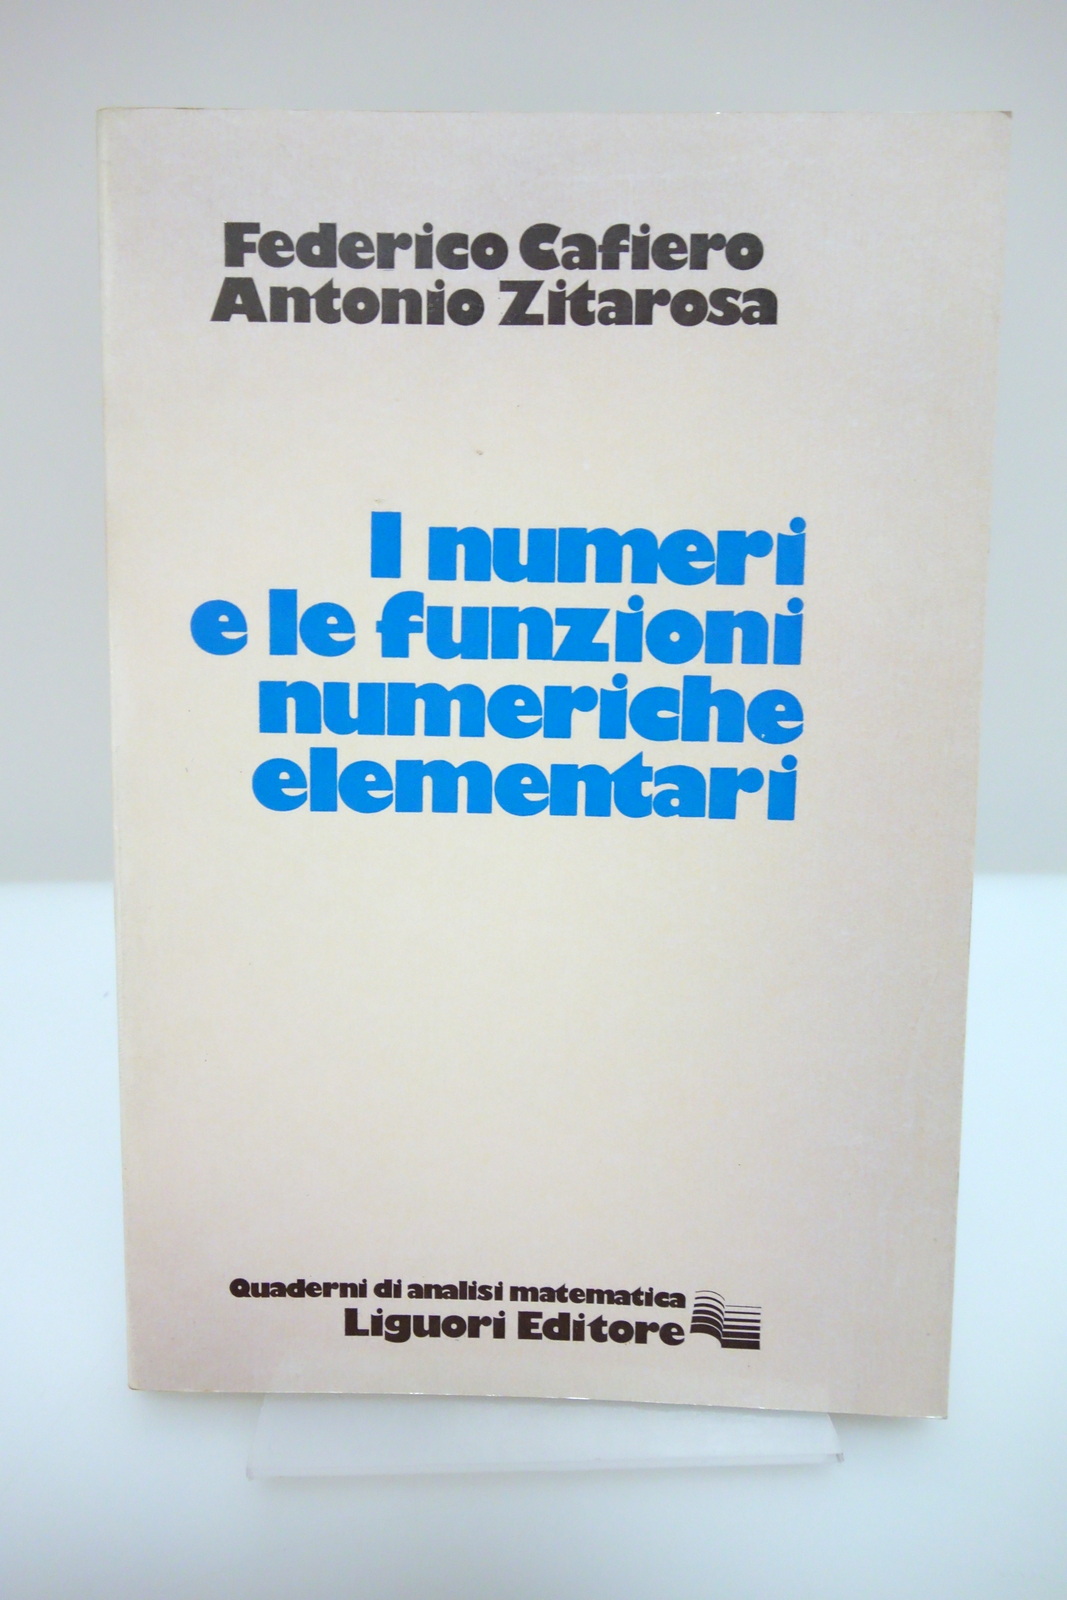 Federico Cafiero
Antonio Zitarosa
I numeri
e le funzioni
numeriche
elementari
Quaderni di analisi matematica
Liguori Editore